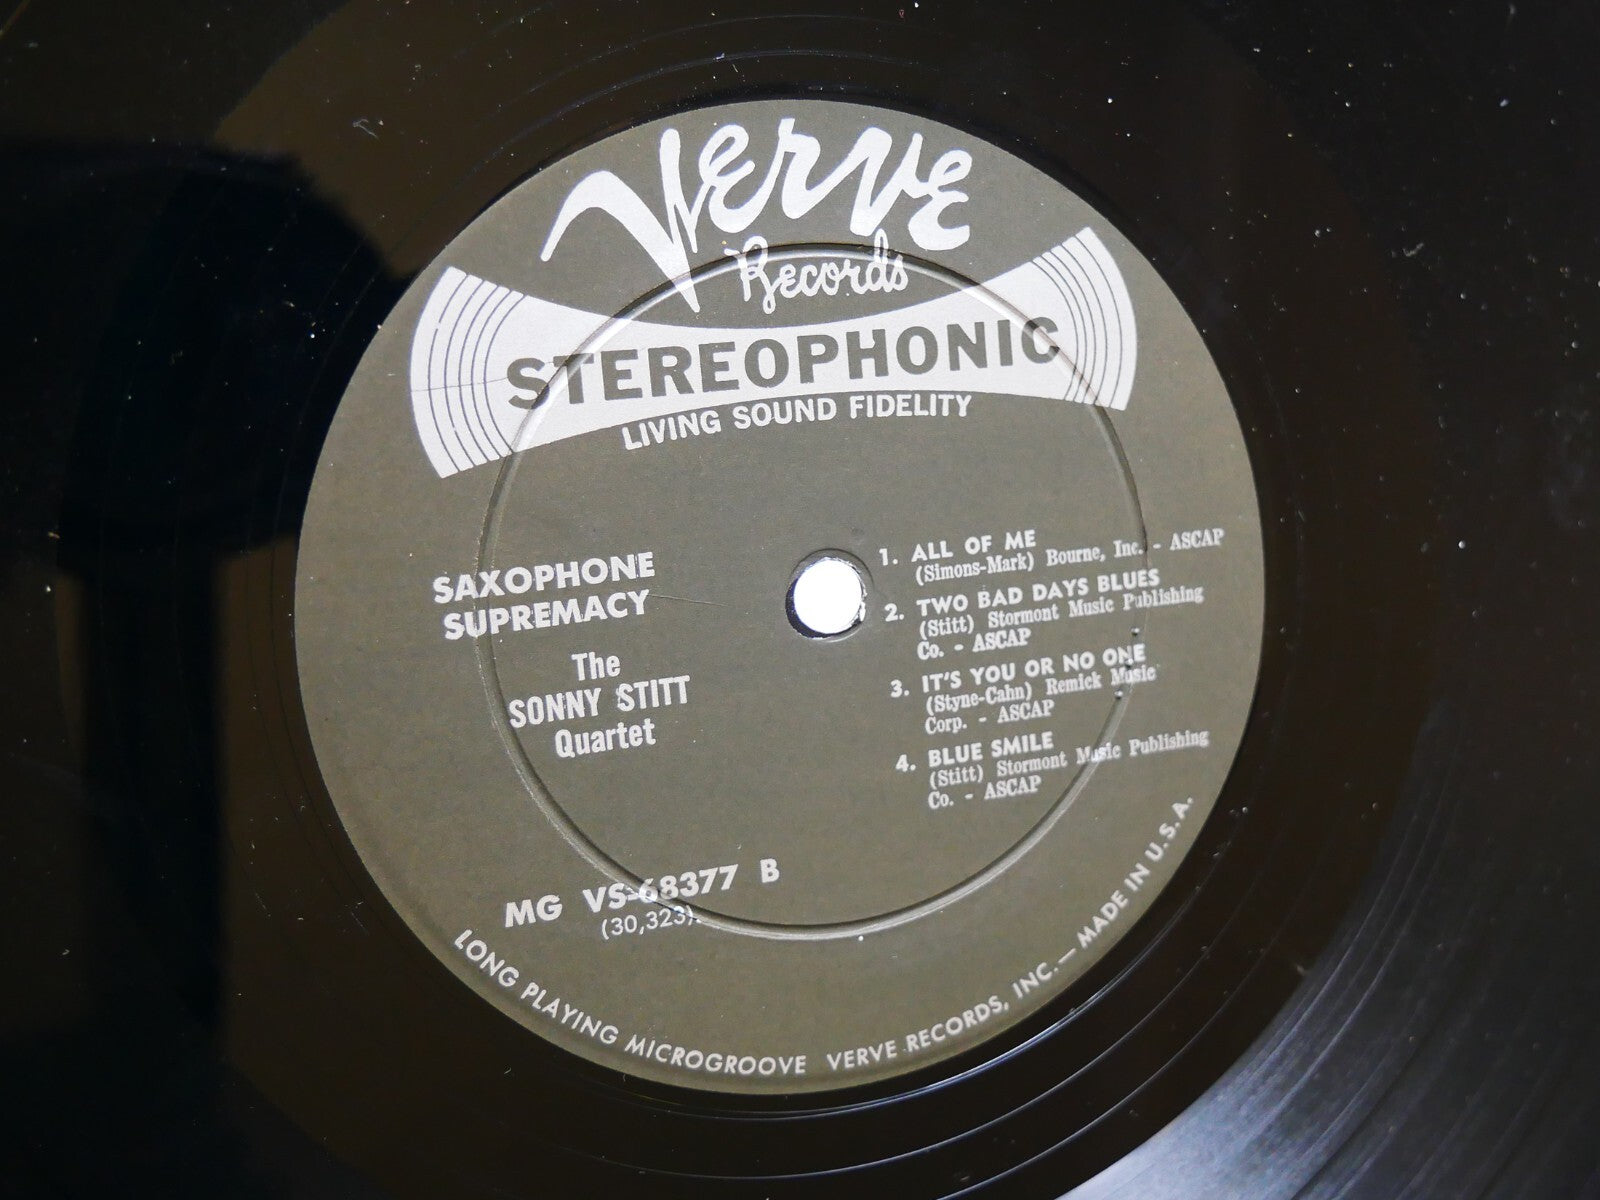 Verve
Records
STEREOPHONIC
LIVING SOUND FIDELITY
SAXOPHONE
SUPREMACY
The
SONNY STITT
Quartet
1. ALL OF ME
(Simons-Mark) Bourne, Inc. - ASCAP
2. TWO BAD DAYS BLUES
(Stitt) Stormont Music Publishing
Co. - ASCAP
3. IT'S YOU OR NO ONE
(Styne-Cahn) Remick Music
Corp. - ASCAP
4. BLUE SMILE
(Stitt) Stormont Music Publishing
Co. - ASCAP
MG VS-68377 B
(30,323).
LONG PLAYING MICROGROOVE VERVE RECORDS, INC.— MADE IN U.S.A.